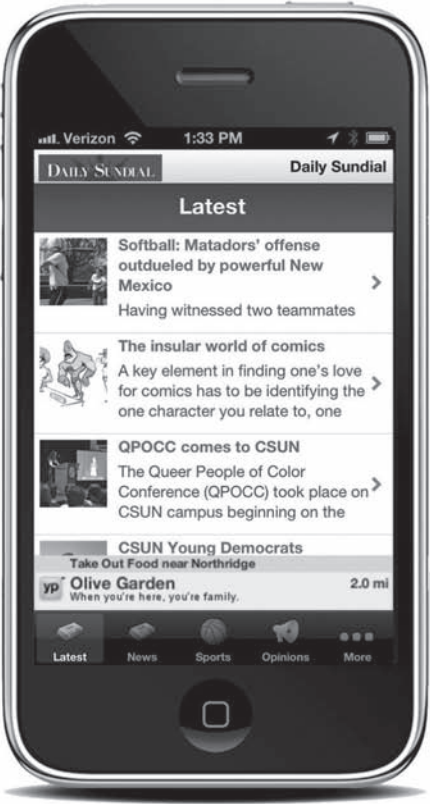 Verizon 1:33 PM
DAILY SUNDIAL Daily Sundial
Latest
Softball: Matadors' offense
outdueled by powerful New
Mexico
Having witnessed two teammates
The insular world of comics
A key element in finding one's love
for comics has to be identifying the
one character you relate to, one
QPOCC comes to CSUN
The Queer People of Color
Conference (QPOCC) took place on
CSUN campus beginning on the
CSUN Young Democrats
Take Out Food near Northridge
yp Olive Garden 2.0 mi
When you're here, you're family.
Latest News Sports Opinions More